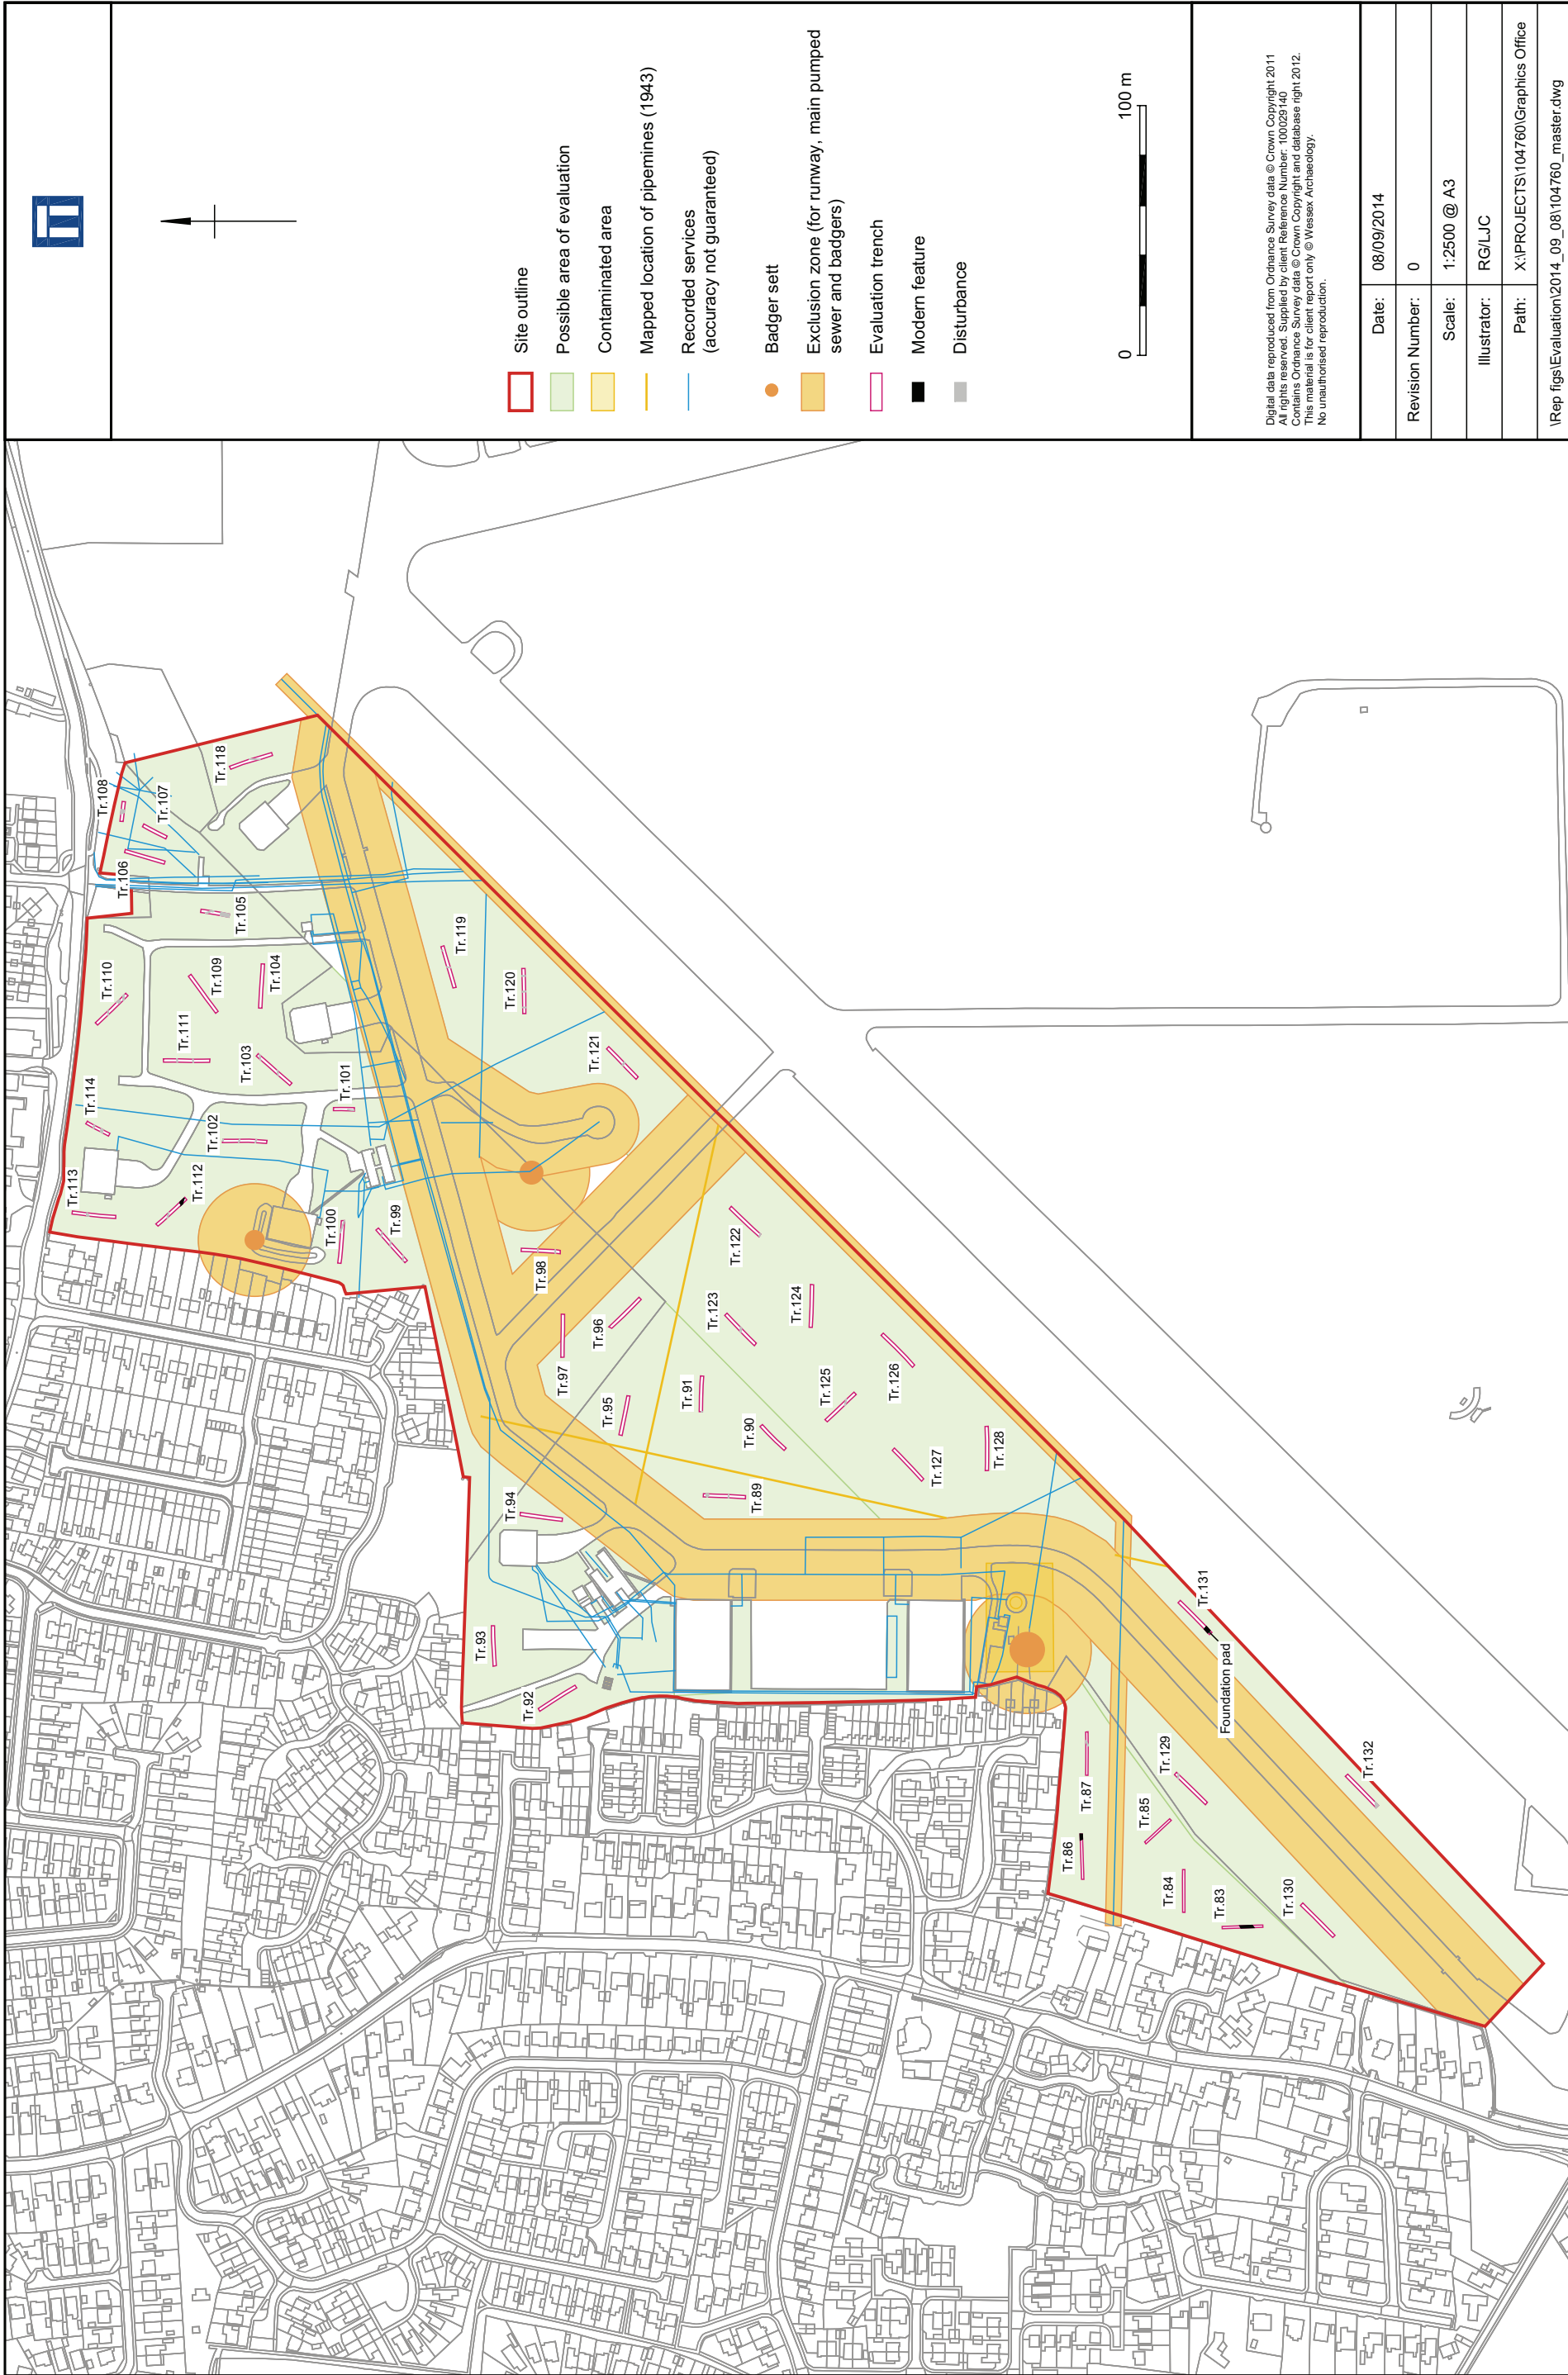 Tr.108
Tr.107
Tr.118
Tr.106
Tr.105
Tr.110
Tr.109
Tr.104
Tr.111
Tr.103
Tr.101
Tr.114
Tr.102
Tr.113
Tr.112
Tr.100
Tr.99
Tr.119
Tr.120
Tr.121
Tr.98
Tr.97
Tr.96
Tr.95
Tr.94
Tr.93
Tr.92
Tr.91
Tr.90
Tr.89
Tr.122
Tr.123
Tr.124
Tr.125
Tr.126
Tr.127
Tr.128
Tr.131
Foundation pad
Tr.132
Tr.129
Tr.87
Tr.85
Tr.86
Tr.84
Tr.83
Tr.130
Site outline
Possible area of evaluation
Contaminated area
Mapped location of pipemines (1943)
Recorded services
(accuracy not guaranteed)
Badger sett
Exclusion zone (for runway, main pumped
sewer and badgers)
Evaluation trench
Modern feature
Disturbance
0 100 m
Digital data reproduced from Ordnance Survey data © Crown Copyright 2011
All rights reserved. Supplied by client Reference Number: 100029140
Contains Ordnance Survey data © Crown Copyright and database right 2012.
This material is for client report only © Wessex Archaeology.
No unauthorised reproduction.
Date: 08/09/2014
Revision Number: 0
Scale: 1:2500 @ A3
Illustrator: RG/LJC
Path: X:\PROJECTS\104760\Graphics Office
\Rep figs\Evaluation\2014_09_08\104760_master.dwg